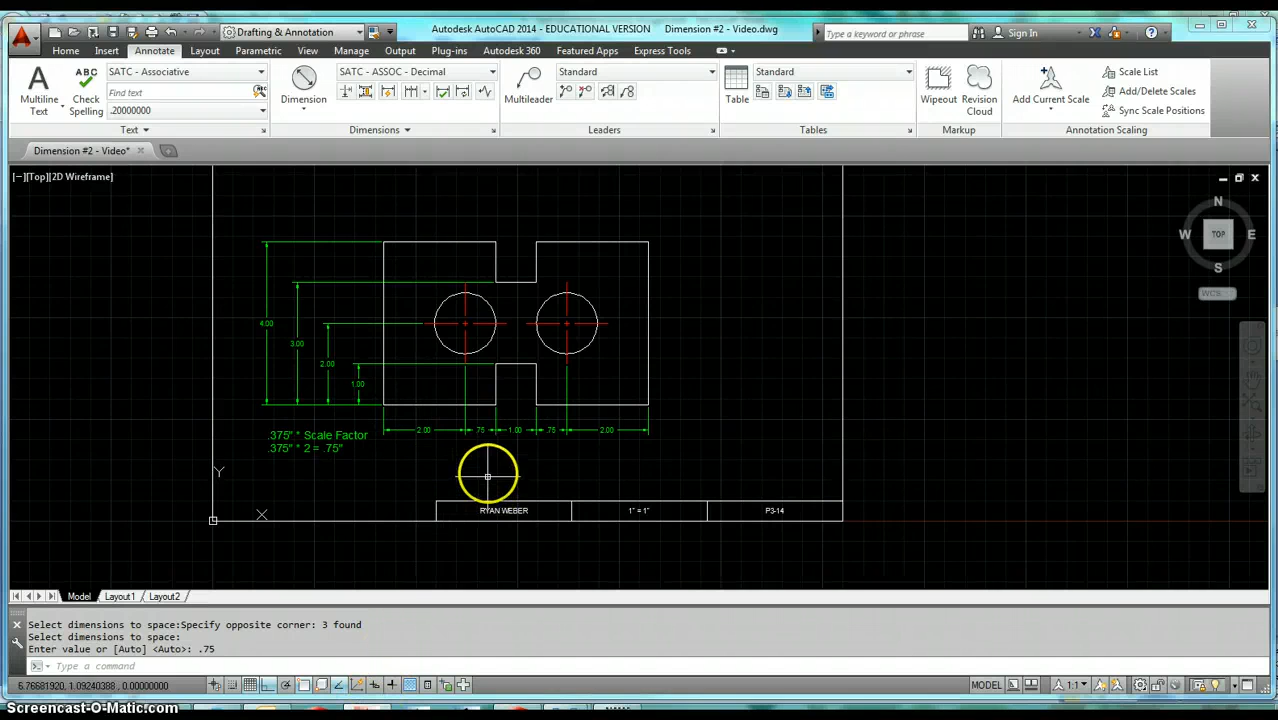 Autodesk AutoCAD 2014 - EDUCATIONAL VERSION Dimension #2 - Video.dwg
Drafting & Annotation
Type a keyword or phrase
Sign In
Home Insert Annotate Layout Parametric View Manage Output Plug-ins Autodesk 360 Featured Apps Express Tools
A ABC
Multiline Text
Check Spelling
SATC - Associative
Find text
.20000000
Text
Dimension
SATC - ASSOC - Decimal
Dimensions
Multileader
Standard
Leaders
Table
Standard
Tables
Wipeout
Revision Cloud
Markup
Add Current Scale
Scale List
Add/Delete Scales
Sync Scale Positions
Annotation Scaling
Dimension #2 - Video*
[−][Top][2D Wireframe]
N
W TOP E
S
WCS
4.00
3.00
2.00
1.00
2.00 .75 1.00 .75 2.00
.375" * Scale Factor
.375" * 2 = .75"
Y
X
RYAN WEBER 1" = 1" P3-14
Model Layout1 Layout2
Select dimensions to space:Specify opposite corner: 3 found
Select dimensions to space:
Enter value or [Auto] <Auto>: .75
Type a command
6.76681920, 1.09240388, 0.00000000
MODEL
1:1
Screencast-O-Matic.com